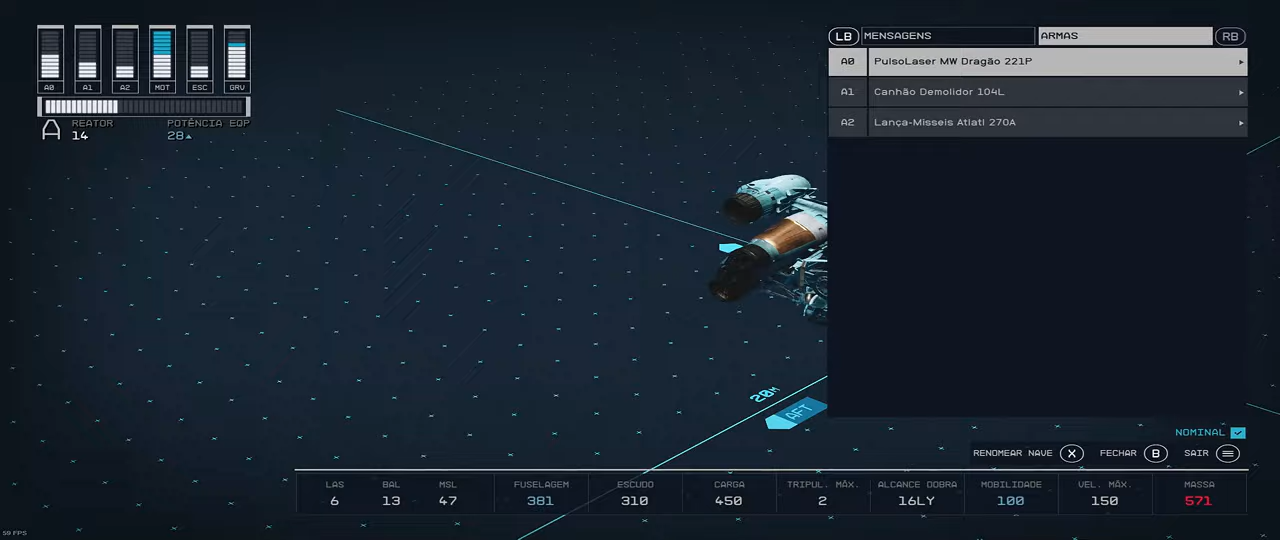 A0 A1 A2 MOT ESC GRV
A REATOR POTÊNCIA EQP
14 28
LB MENSAGENS ARMAS RB
A0 PulsoLaser MW Dragão 221P
A1 Canhão Demolidor 104L
A2 Lança-Mísseis Atlatl 270A
20M
AFT
NOMINAL
RENOMEAR NAVE X FECHAR B SAIR
LAS BAL MSL FUSELAGEM ESCUDO CARGA TRIPUL. MÁX. ALCANCE DOBRA MOBILIDADE VEL. MÁX. MASSA
6 13 47 381 310 450 2 16LY 100 150 571
59 FPS